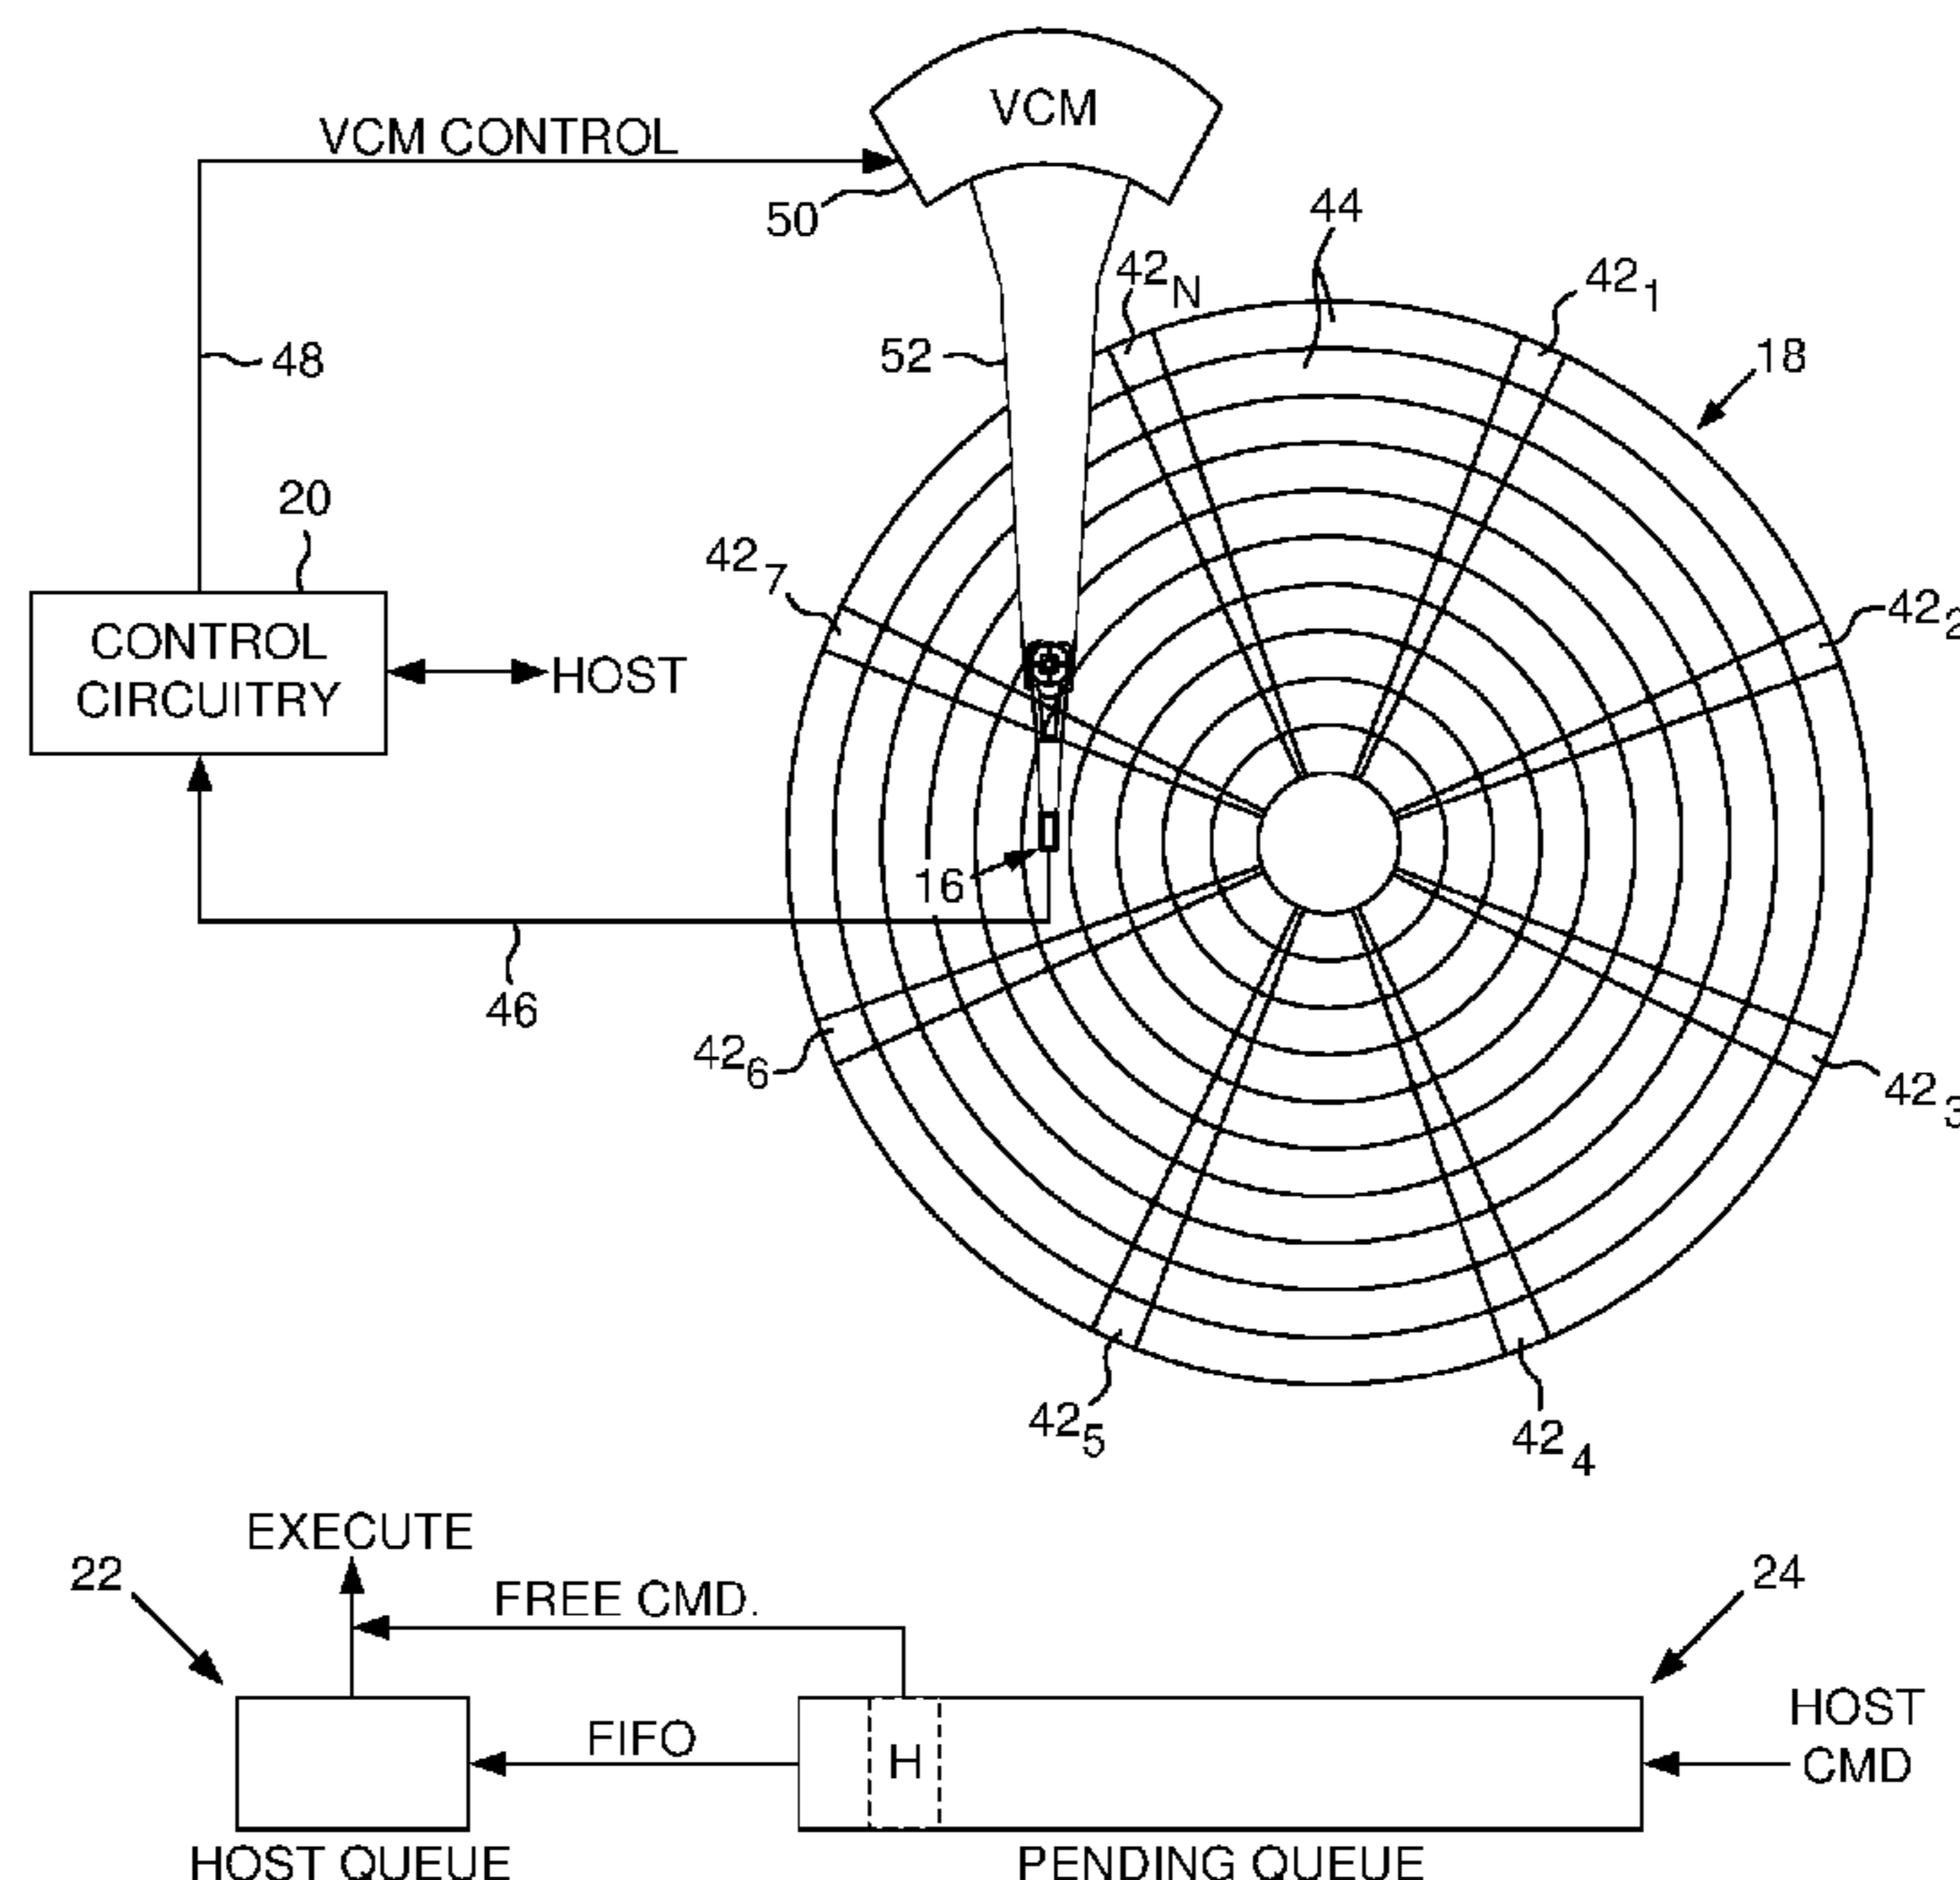 VCM
VCM CONTROL
50
44
42N
421
52
18
48
20
427
422
CONTROL
CIRCUITRY
HOST
16
46
426
423
425
424
EXECUTE
22
FREE CMD.
24
HOST
CMD
FIFO
H
HOST QUEUE
PENDING QUEUE